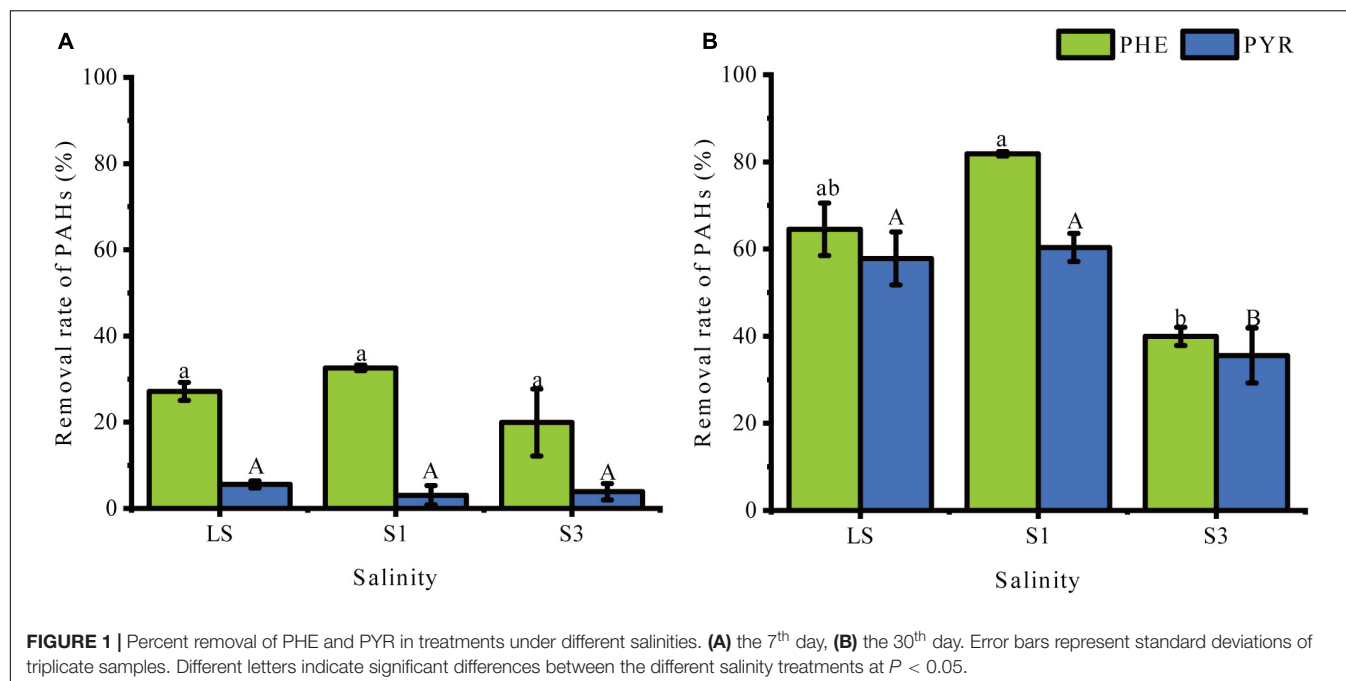 A
Removal rate of PAHs (%)
100
80
60
40
20
0
a
A
a
A
a
A
LS
S1
S3
Salinity
B
PHE
PYR
Removal rate of PAHs (%)
100
80
60
40
20
0
ab
A
a
A
b
B
LS
S1
S3
Salinity
FIGURE 1 | Percent removal of PHE and PYR in treatments under different salinities. (A) the 7th day, (B) the 30th day. Error bars represent standard deviations of
triplicate samples. Different letters indicate significant differences between the different salinity treatments at P < 0.05.